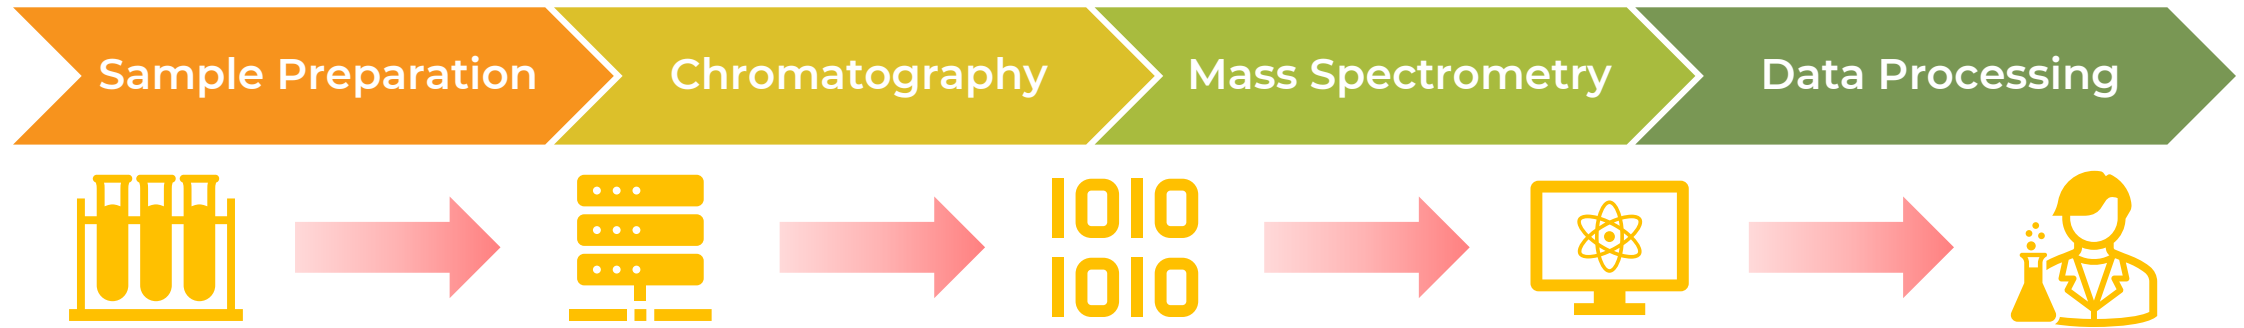 Sample Preparation
Chromatography
Mass Spectrometry
Data Processing
1010
1010